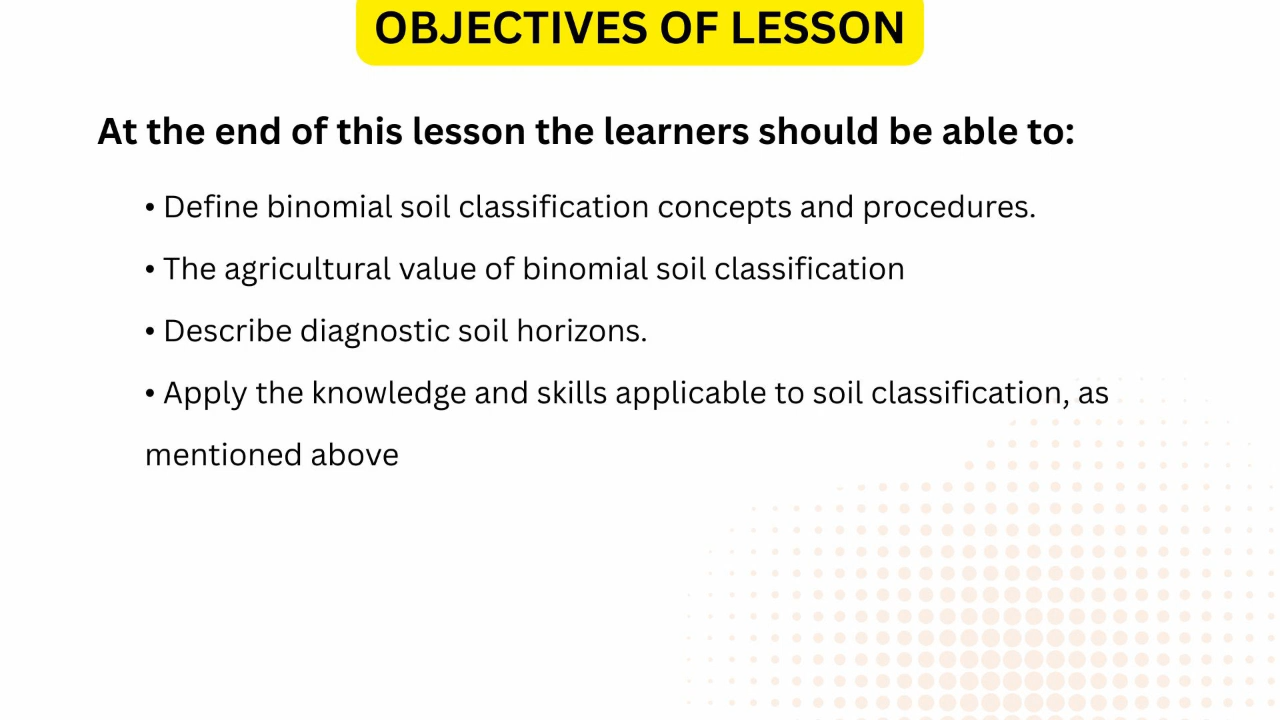 OBJECTIVES OF LESSON
At the end of this lesson the learners should be able to:
• Define binomial soil classification concepts and procedures.
• The agricultural value of binomial soil classification
• Describe diagnostic soil horizons.
• Apply the knowledge and skills applicable to soil classification, as
mentioned above